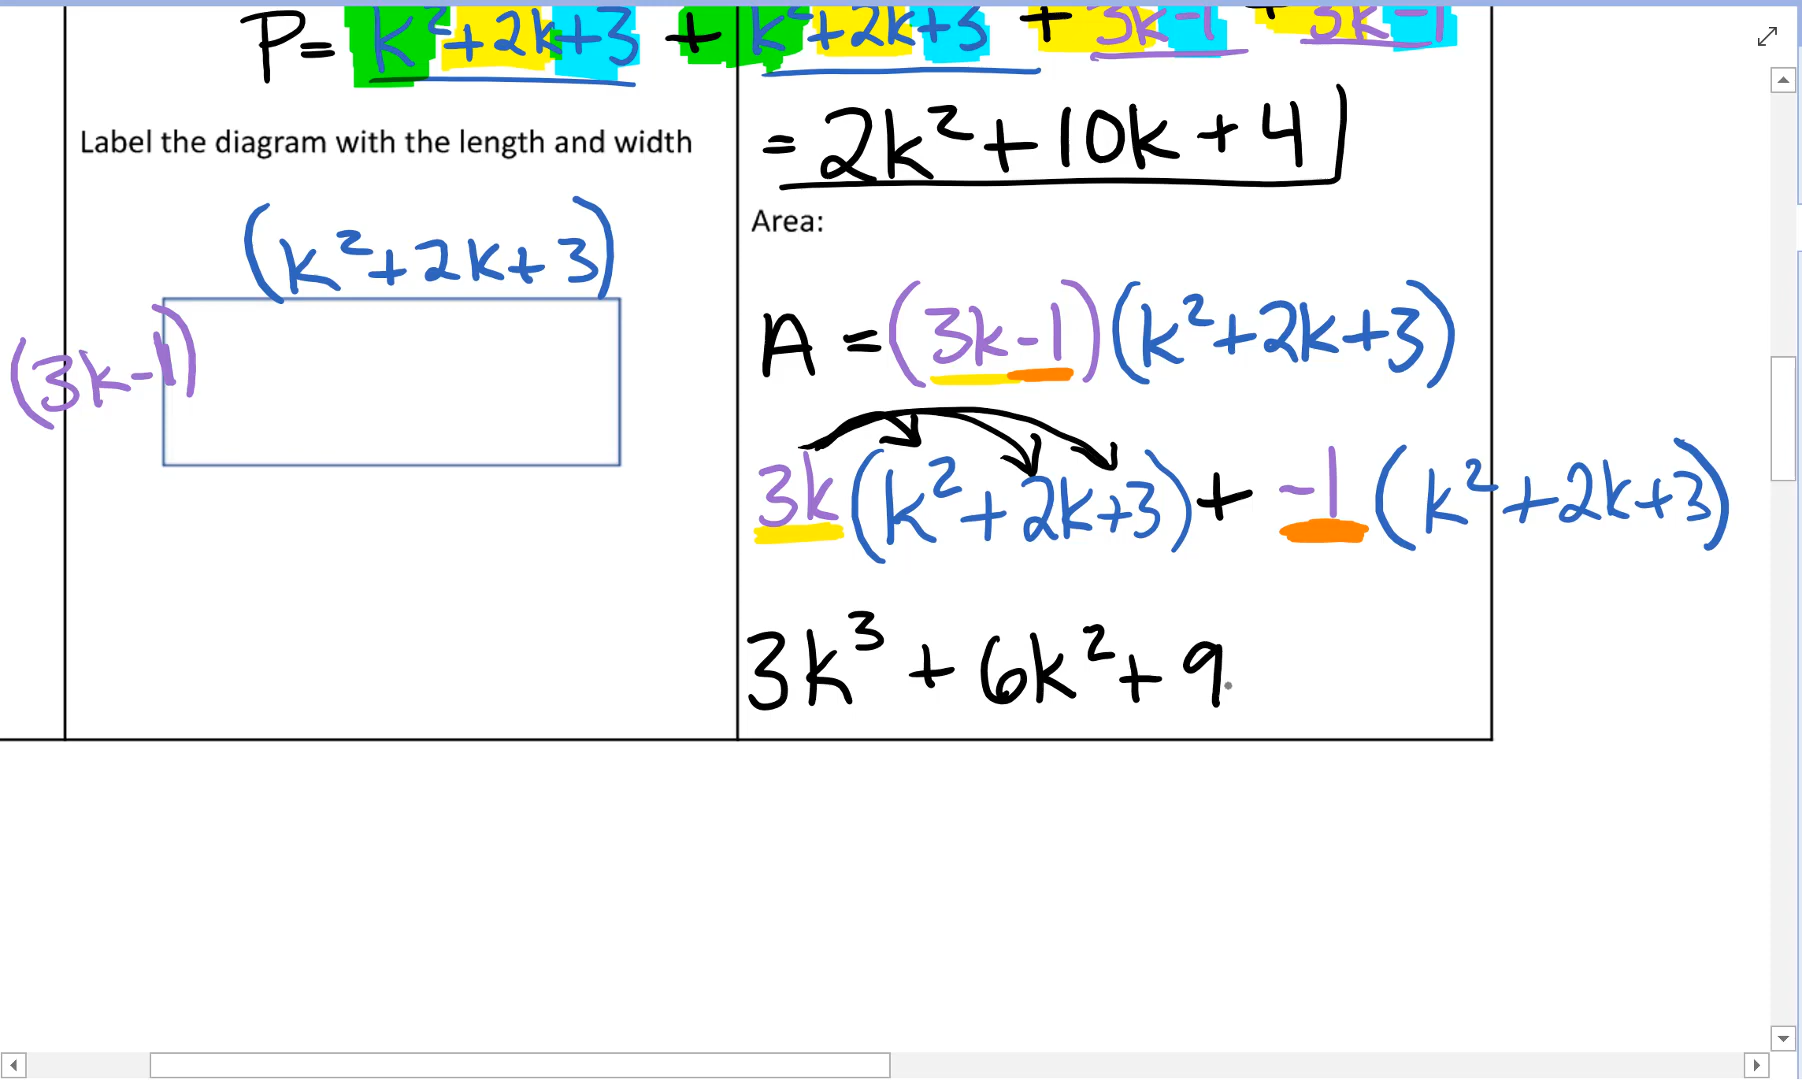 P= k²+2k+3 + k²+2k+3 + 3k-1 + 3k-1
= 2k²+10k+4
Label the diagram with the length and width
(k²+2k+3)
(3k-1)
Area:
A = (3k-1)(k²+2k+3)
3k(k²+2k+3) + -1(k²+2k+3)
3k³ + 6k² + 9